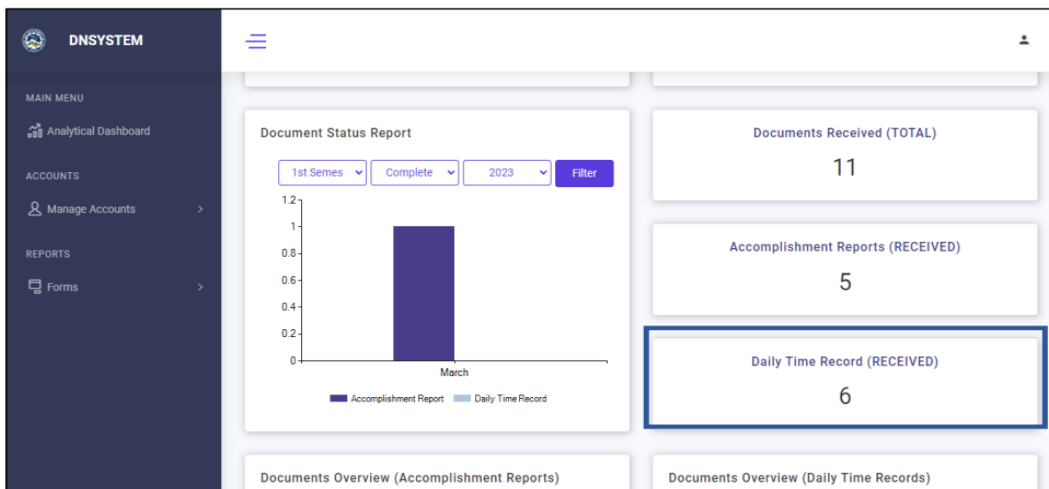 DNSYSTEM
MAIN MENU
Analytical Dashboard
ACCOUNTS
Manage Accounts
REPORTS
Forms
Document Status Report
1st Semes
Complete
2023
Filter
1.2
1
0.8
0.6
0.4
0.2
0
March
Accomplishment Report
Daily Time Record
Documents Received (TOTAL)
11
Accomplishment Reports (RECEIVED)
5
Daily Time Record (RECEIVED)
6
Documents Overview (Accomplishment Reports)
Documents Overview (Daily Time Records)